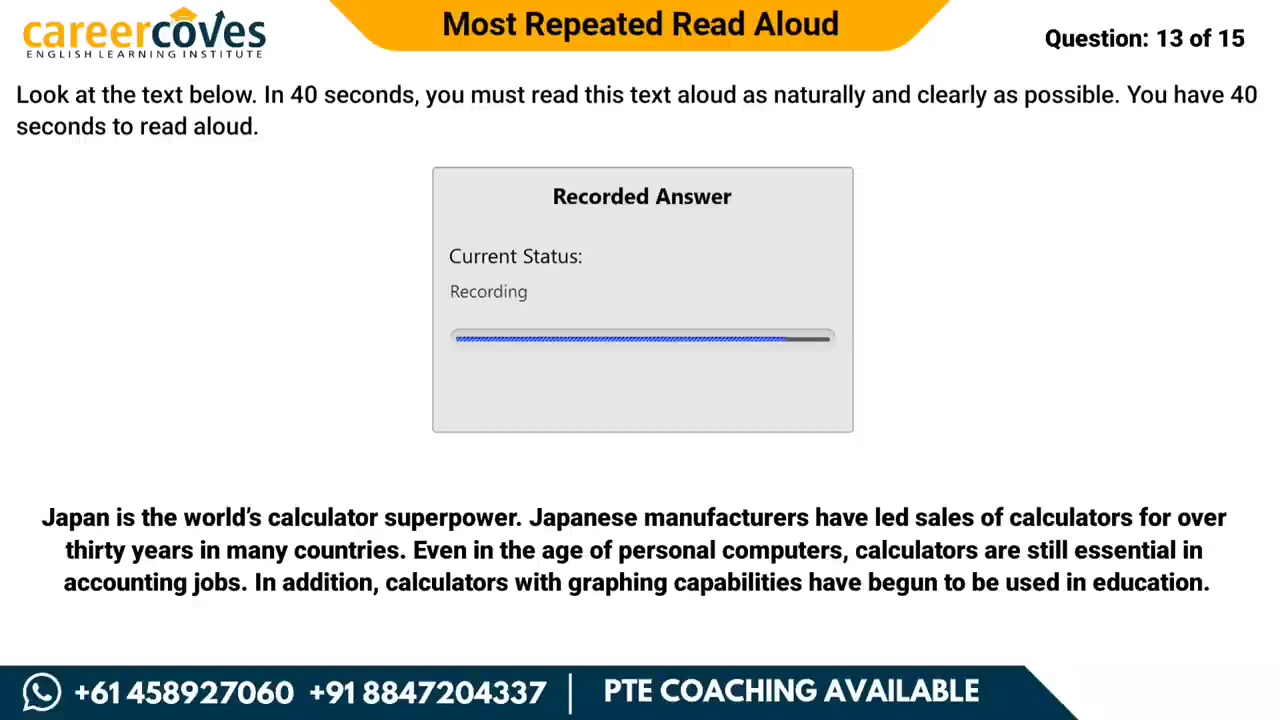 careercoves
ENGLISH LEARNING INSTITUTE
Most Repeated Read Aloud
Question: 13 of 15
Look at the text below. In 40 seconds, you must read this text aloud as naturally and clearly as possible. You have 40
seconds to read aloud.
Recorded Answer
Current Status:
Recording
Japan is the world’s calculator superpower. Japanese manufacturers have led sales of calculators for over
thirty years in many countries. Even in the age of personal computers, calculators are still essential in
accounting jobs. In addition, calculators with graphing capabilities have begun to be used in education.
+61 458927060 +91 8847204337 | PTE COACHING AVAILABLE